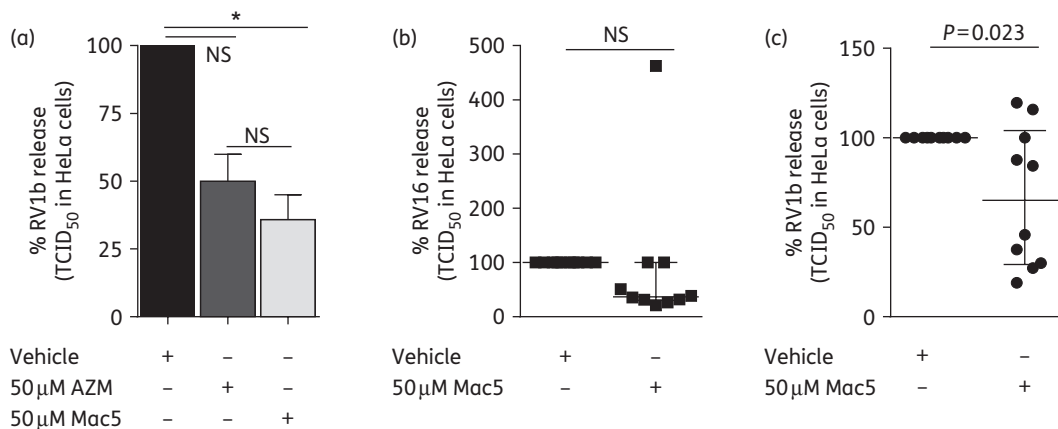 (a)
% RV1b release
(TCID50 in HeLa cells)
100
75
50
25
0
*
NS
NS
Vehicle + – –
50 µM AZM – + –
50 µM Mac5 – – +
(b)
% RV16 release
(TCID50 in HeLa cells)
500
400
300
200
100
0
NS
Vehicle + –
50 µM Mac5 – +
(c)
% RV1b release
(TCID50 in HeLa cells)
150
100
50
0
P=0.023
Vehicle + –
50 µM Mac5 – +